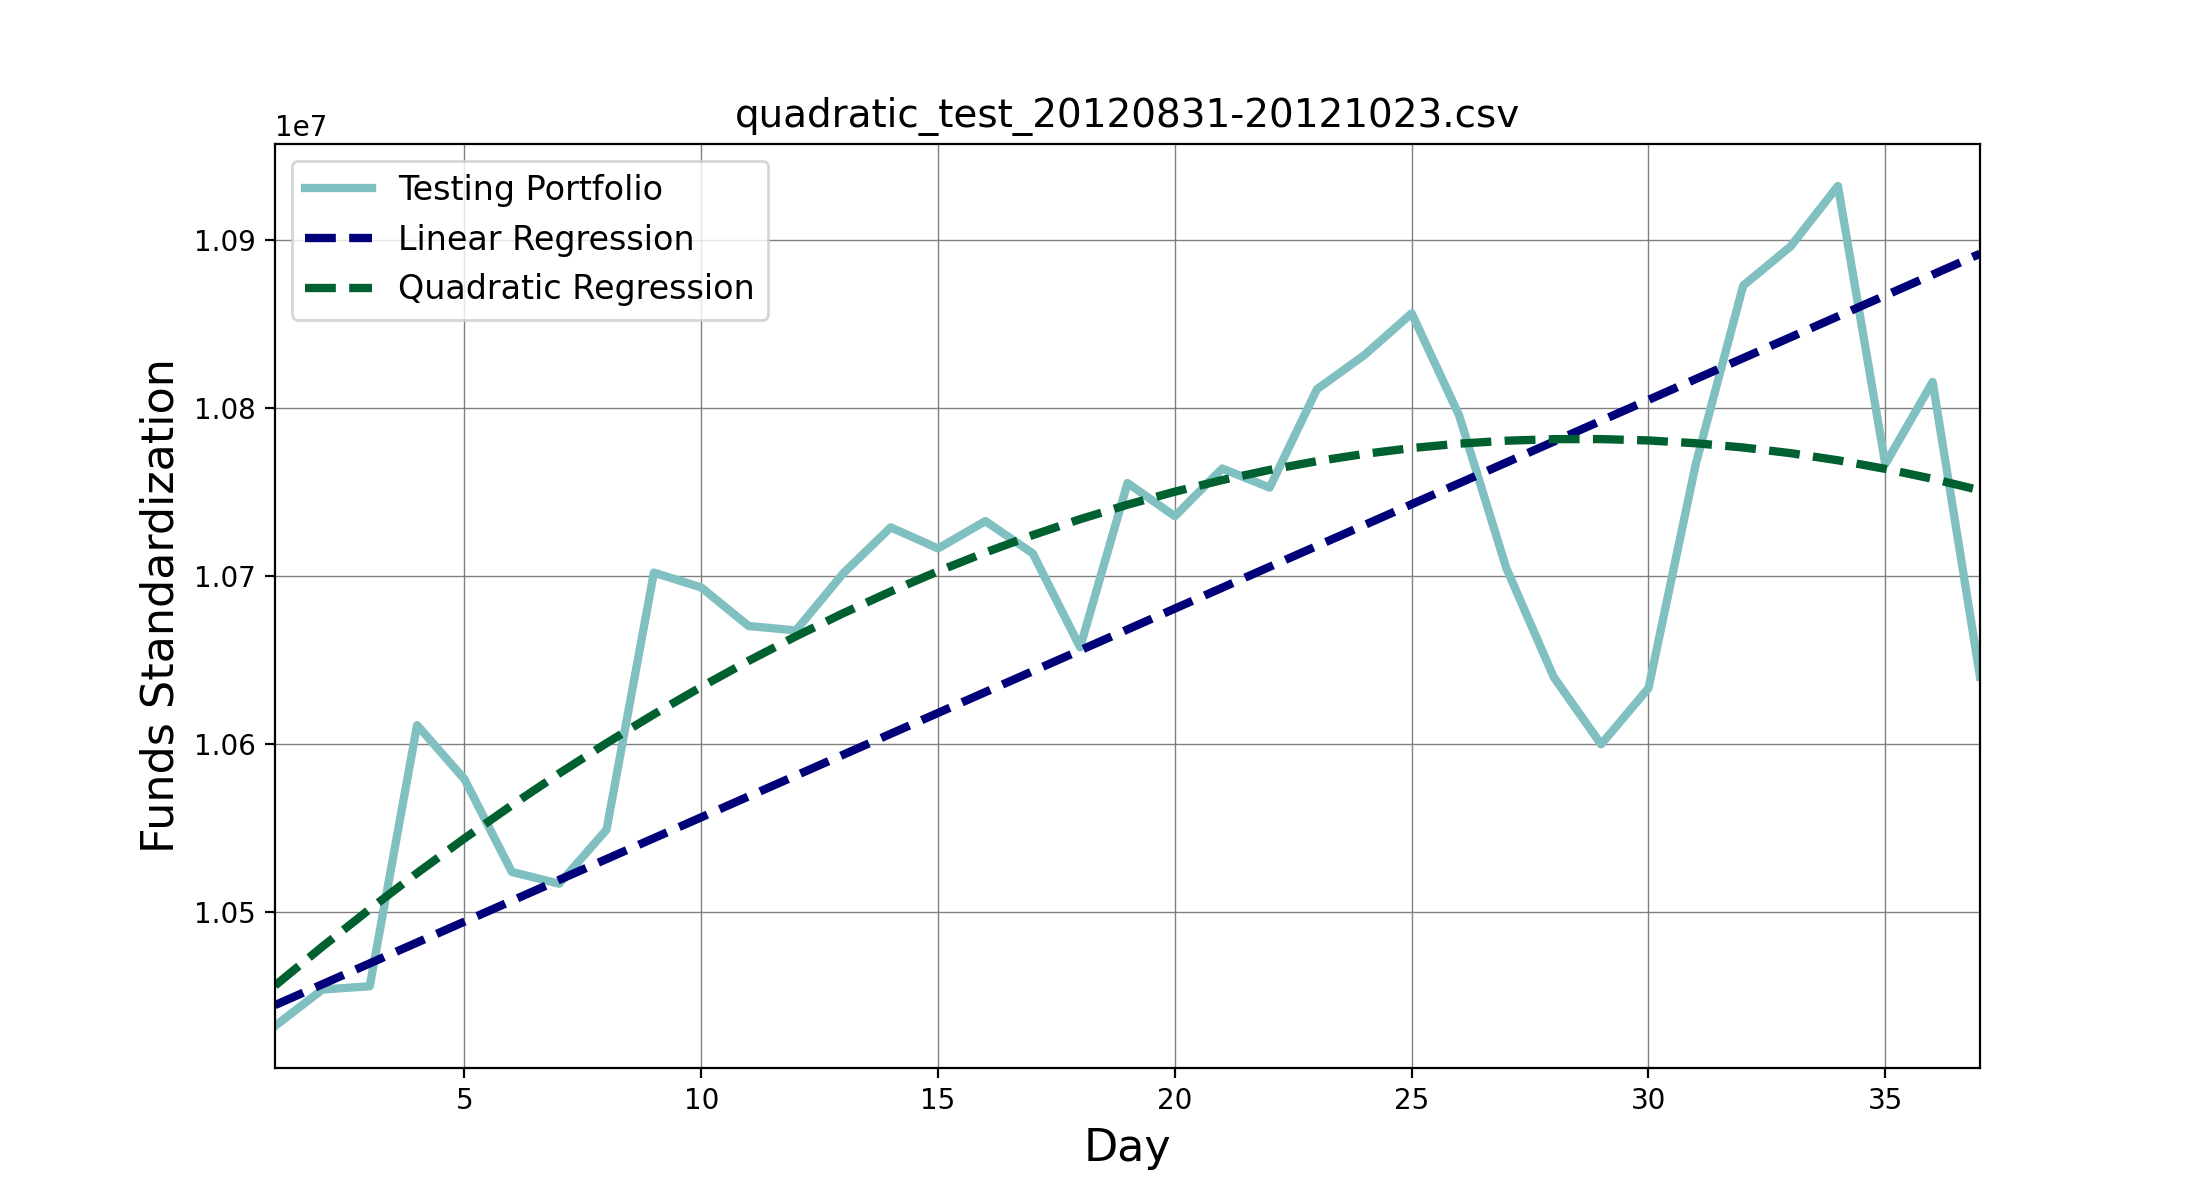 quadratic_test_20120831-20121023.csv
1e7
Testing Portfolio
Linear Regression
Quadratic Regression
1.09
1.08
1.07
1.06
1.05
Funds Standardization
5 10 15 20 25 30 35
Day